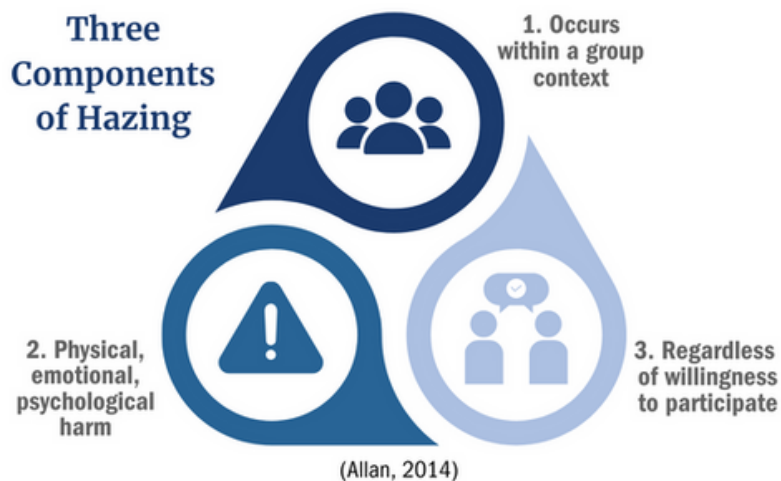 Three
Components
of Hazing
1. Occurs
within a group
context
2. Physical,
emotional,
psychological
harm
3. Regardless
of willingness
to participate
(Allan, 2014)